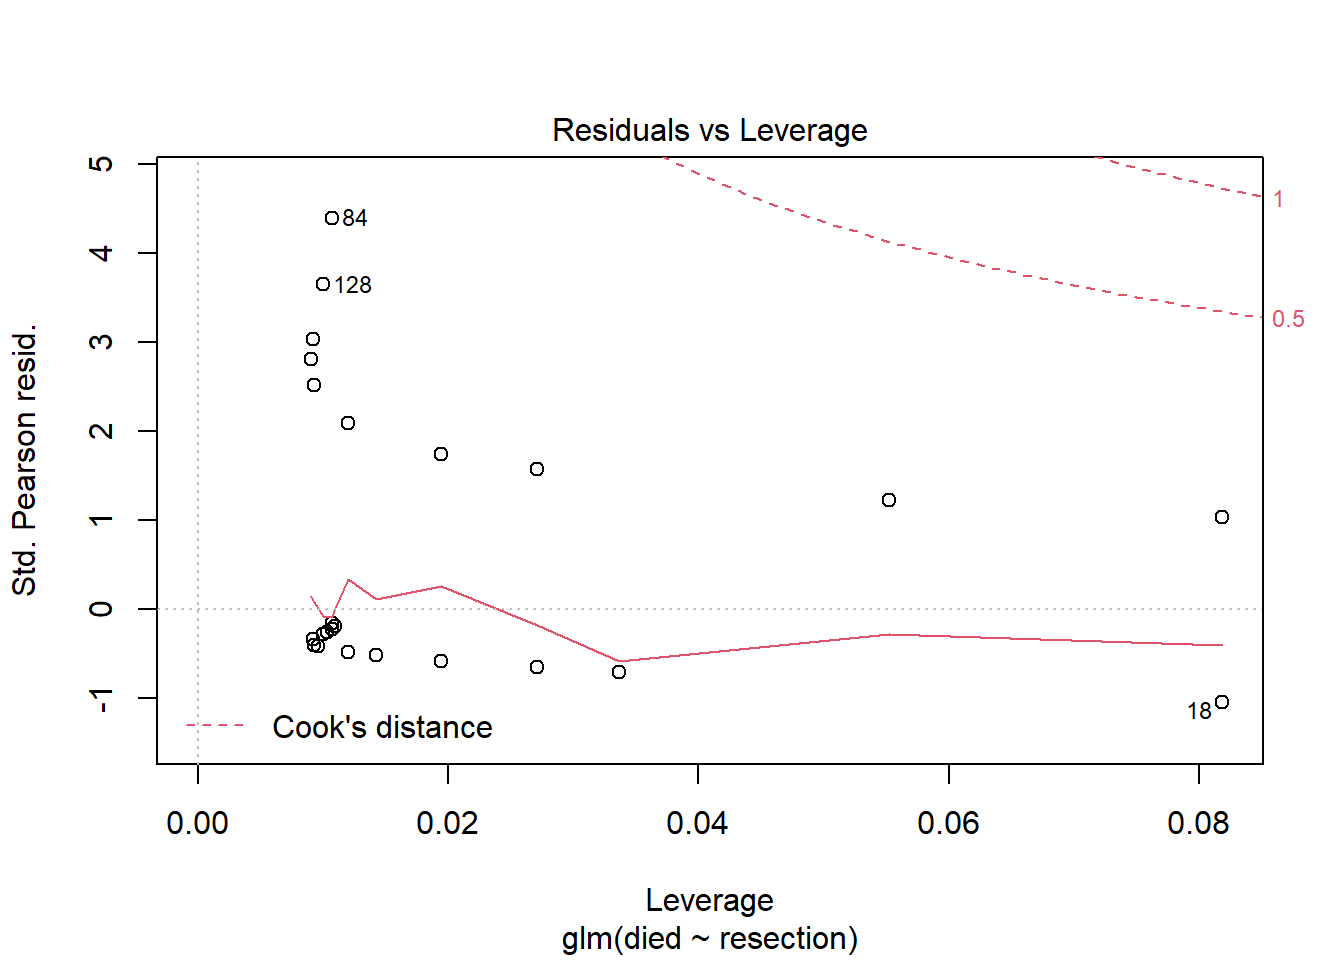 Residuals vs Leverage
Std. Pearson resid.
5
4
3
2
1
0
-1
84
128
18
1
0.5
Cook's distance
0.00 0.02 0.04 0.06 0.08
Leverage
glm(died ~ resection)